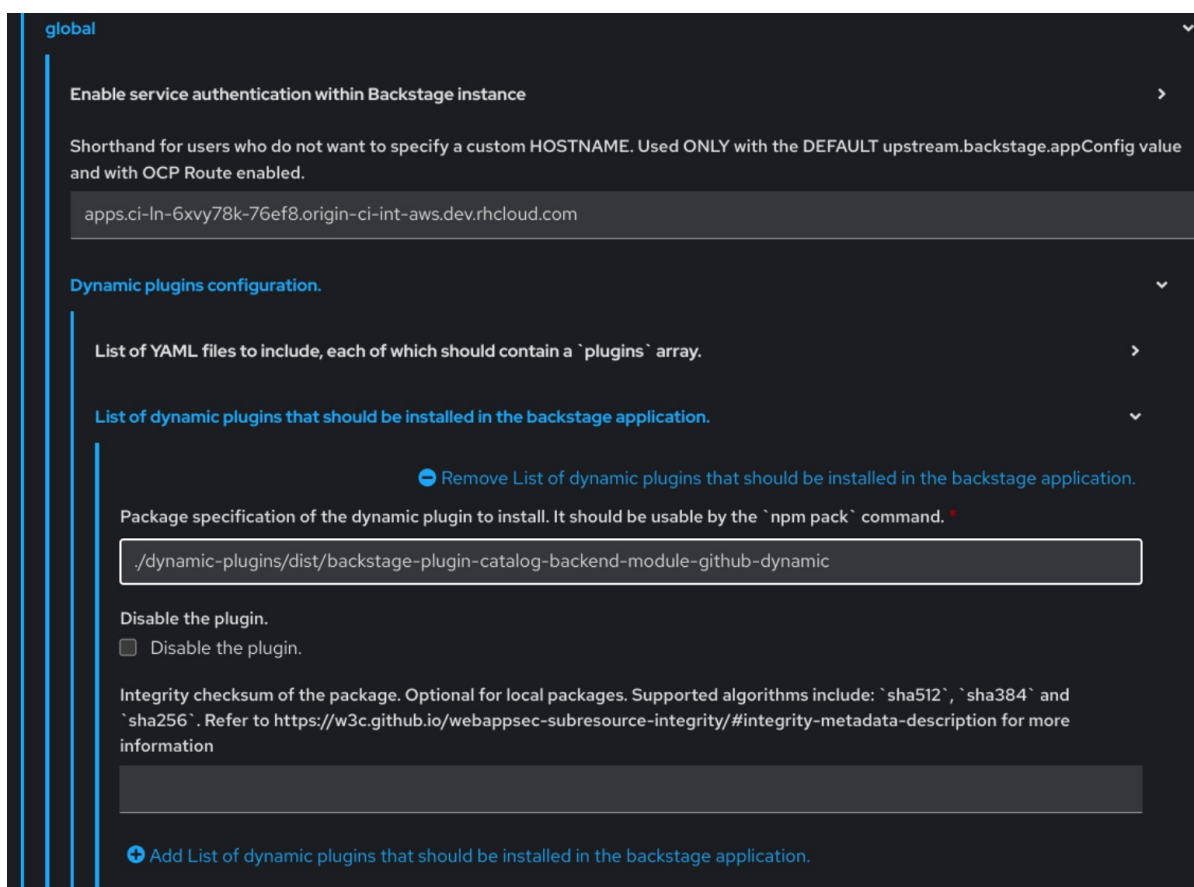 global
Enable service authentication within Backstage instance
Shorthand for users who do not want to specify a custom HOSTNAME. Used ONLY with the DEFAULT upstream.backstage.appConfig value
and with OCP Route enabled.
apps.ci-ln-6xvy78k-76ef8.origin-ci-int-aws.dev.rhcloud.com
Dynamic plugins configuration.
List of YAML files to include, each of which should contain a `plugins` array.
List of dynamic plugins that should be installed in the backstage application.
Remove List of dynamic plugins that should be installed in the backstage application.
Package specification of the dynamic plugin to install. It should be usable by the `npm pack` command. *
./dynamic-plugins/dist/backstage-plugin-catalog-backend-module-github-dynamic
Disable the plugin.
Disable the plugin.
Integrity checksum of the package. Optional for local packages. Supported algorithms include: `sha512`, `sha384` and
`sha256`. Refer to https://w3c.github.io/webappsec-subresource-integrity/#integrity-metadata-description for more
information
Add List of dynamic plugins that should be installed in the backstage application.